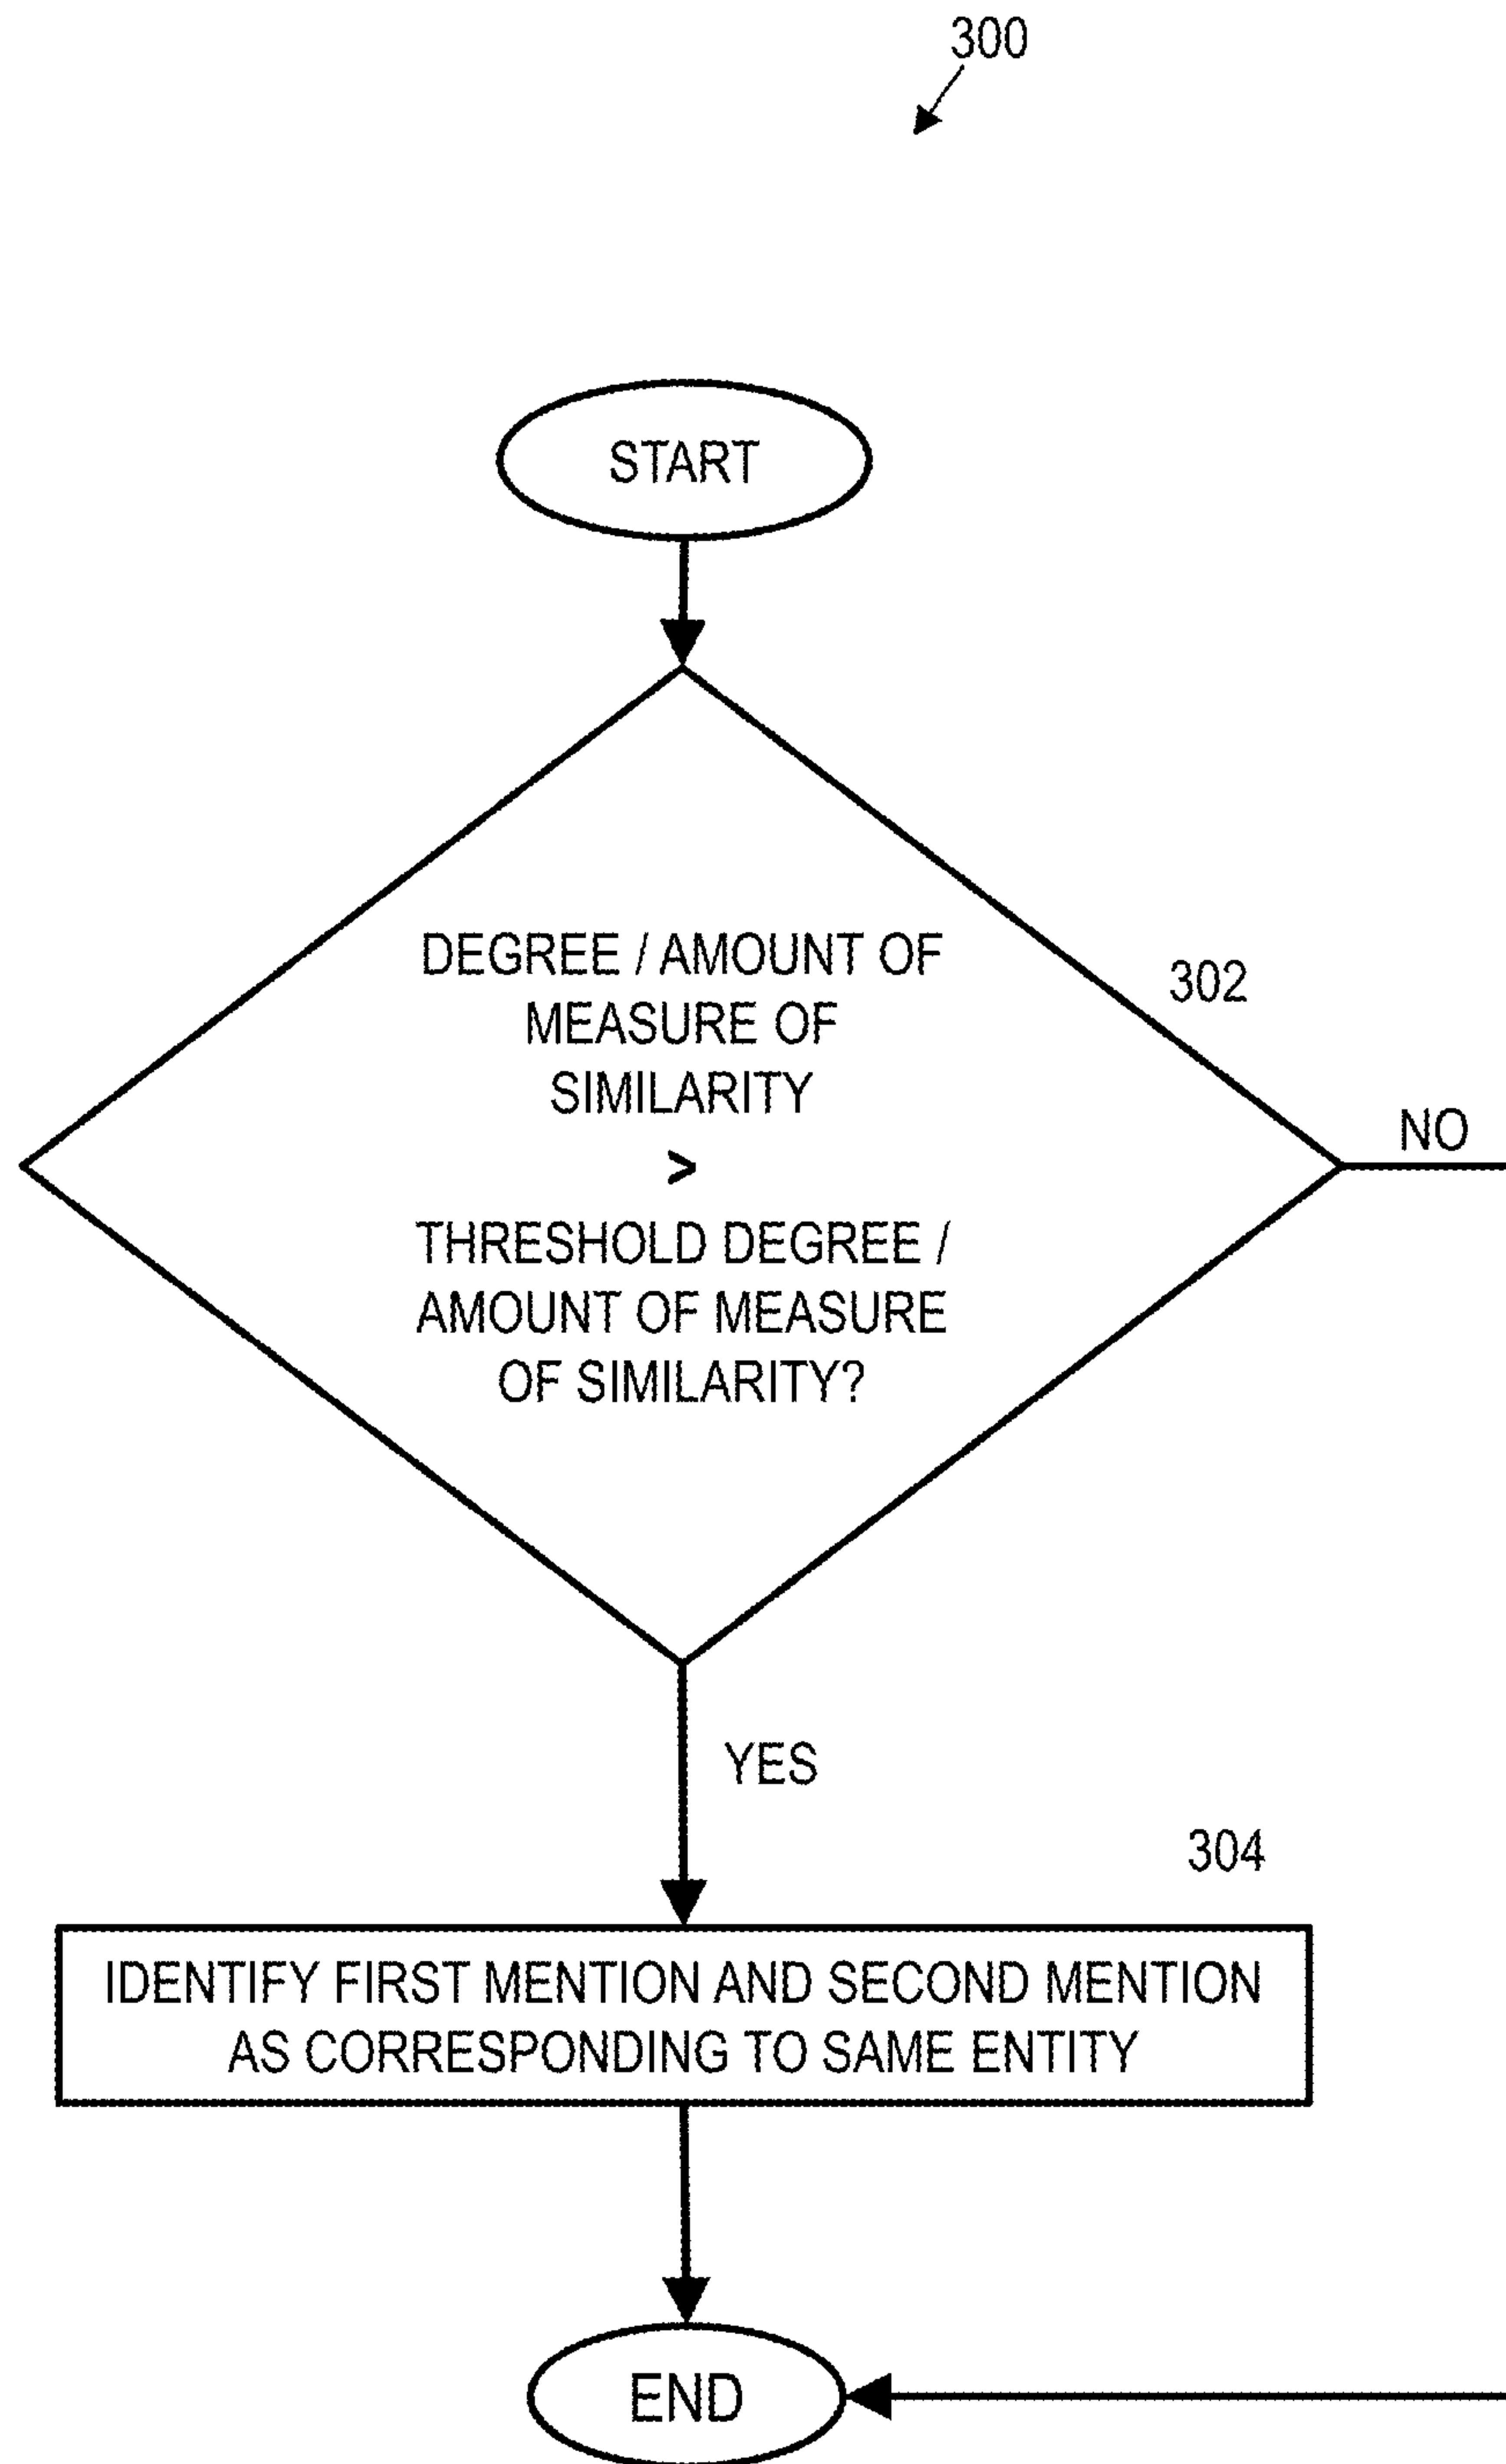 300
START
DEGREE / AMOUNT OF
MEASURE OF
SIMILARITY
>
THRESHOLD DEGREE /
AMOUNT OF MEASURE
OF SIMILARITY?
302
NO
YES
304
IDENTIFY FIRST MENTION AND SECOND MENTION
AS CORRESPONDING TO SAME ENTITY
END